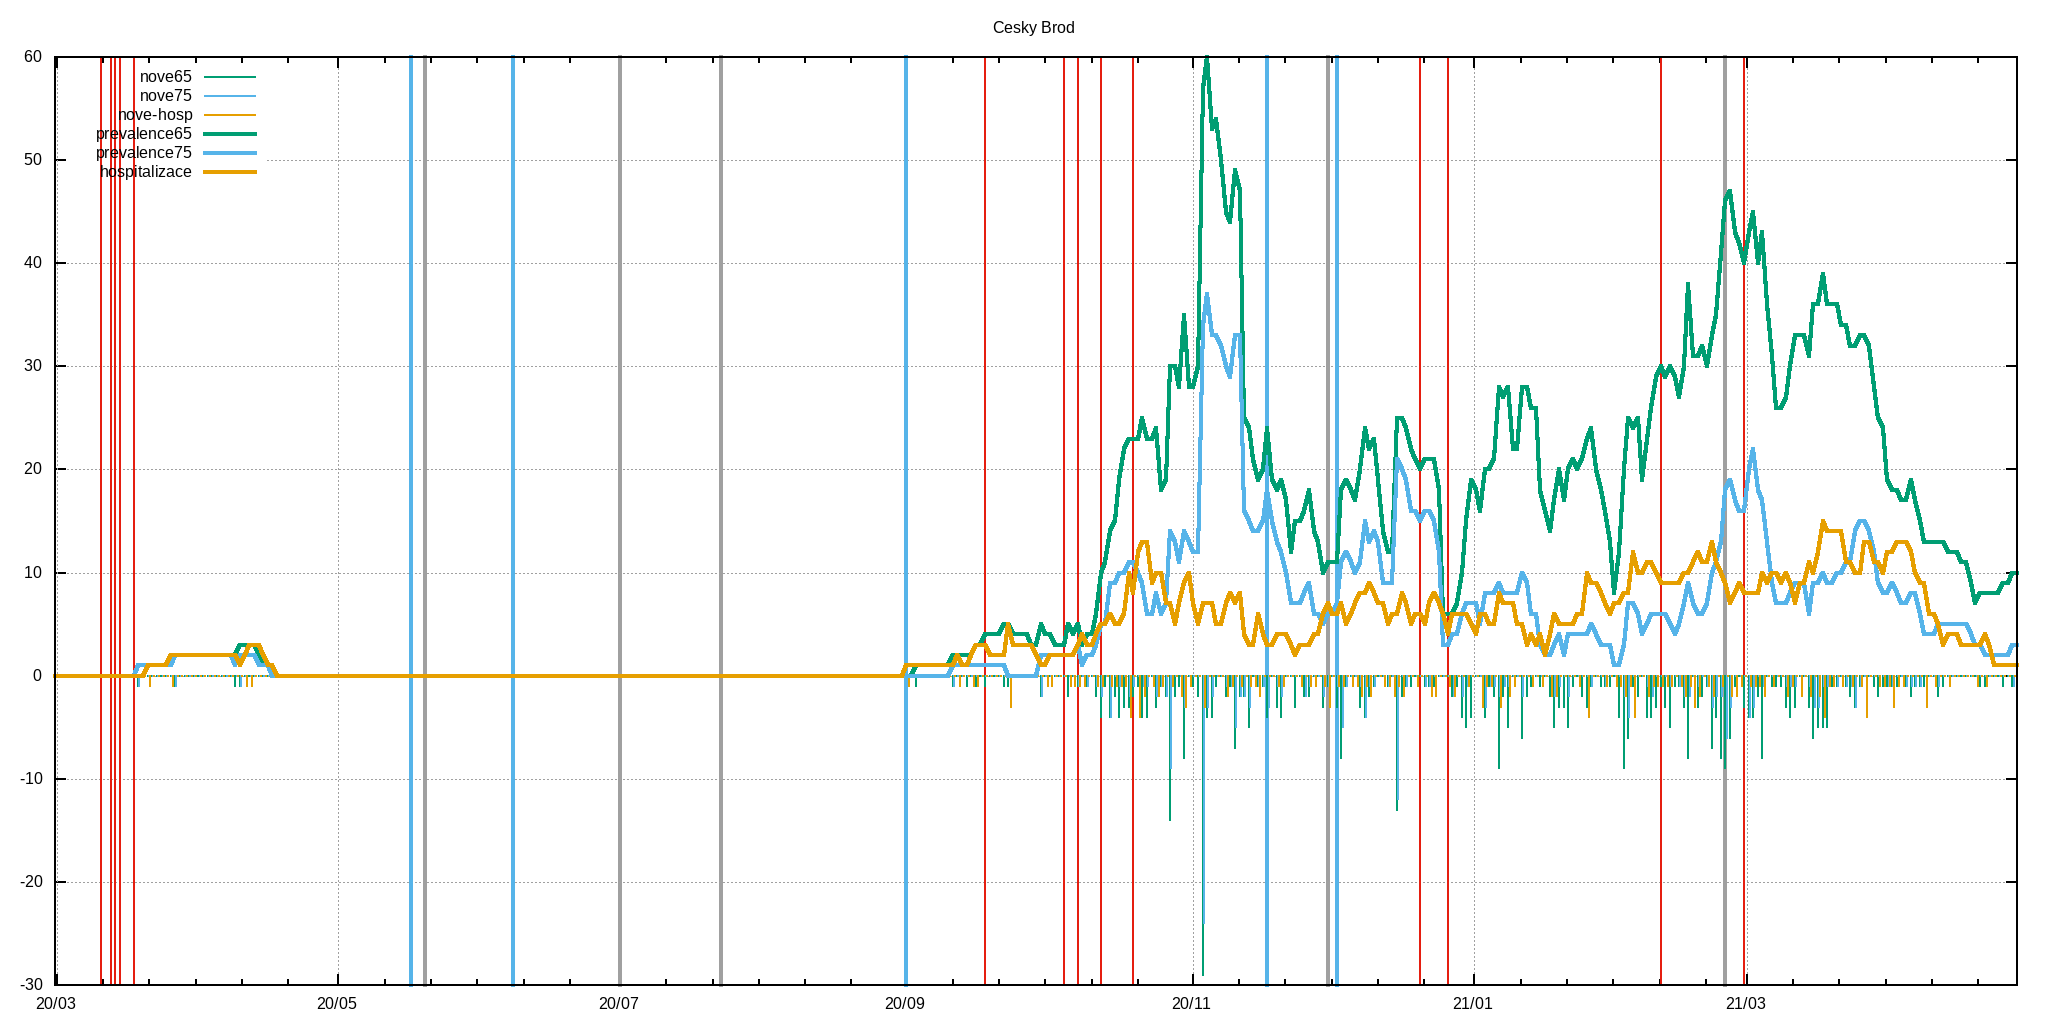 Cesky Brod
60
50
40
30
20
10
0
-10
-20
-30
nove65
nove75
nove-hosp
prevalence65
prevalence75
hospitalizace
20/03 20/05 20/07 20/09 20/11 21/01 21/03